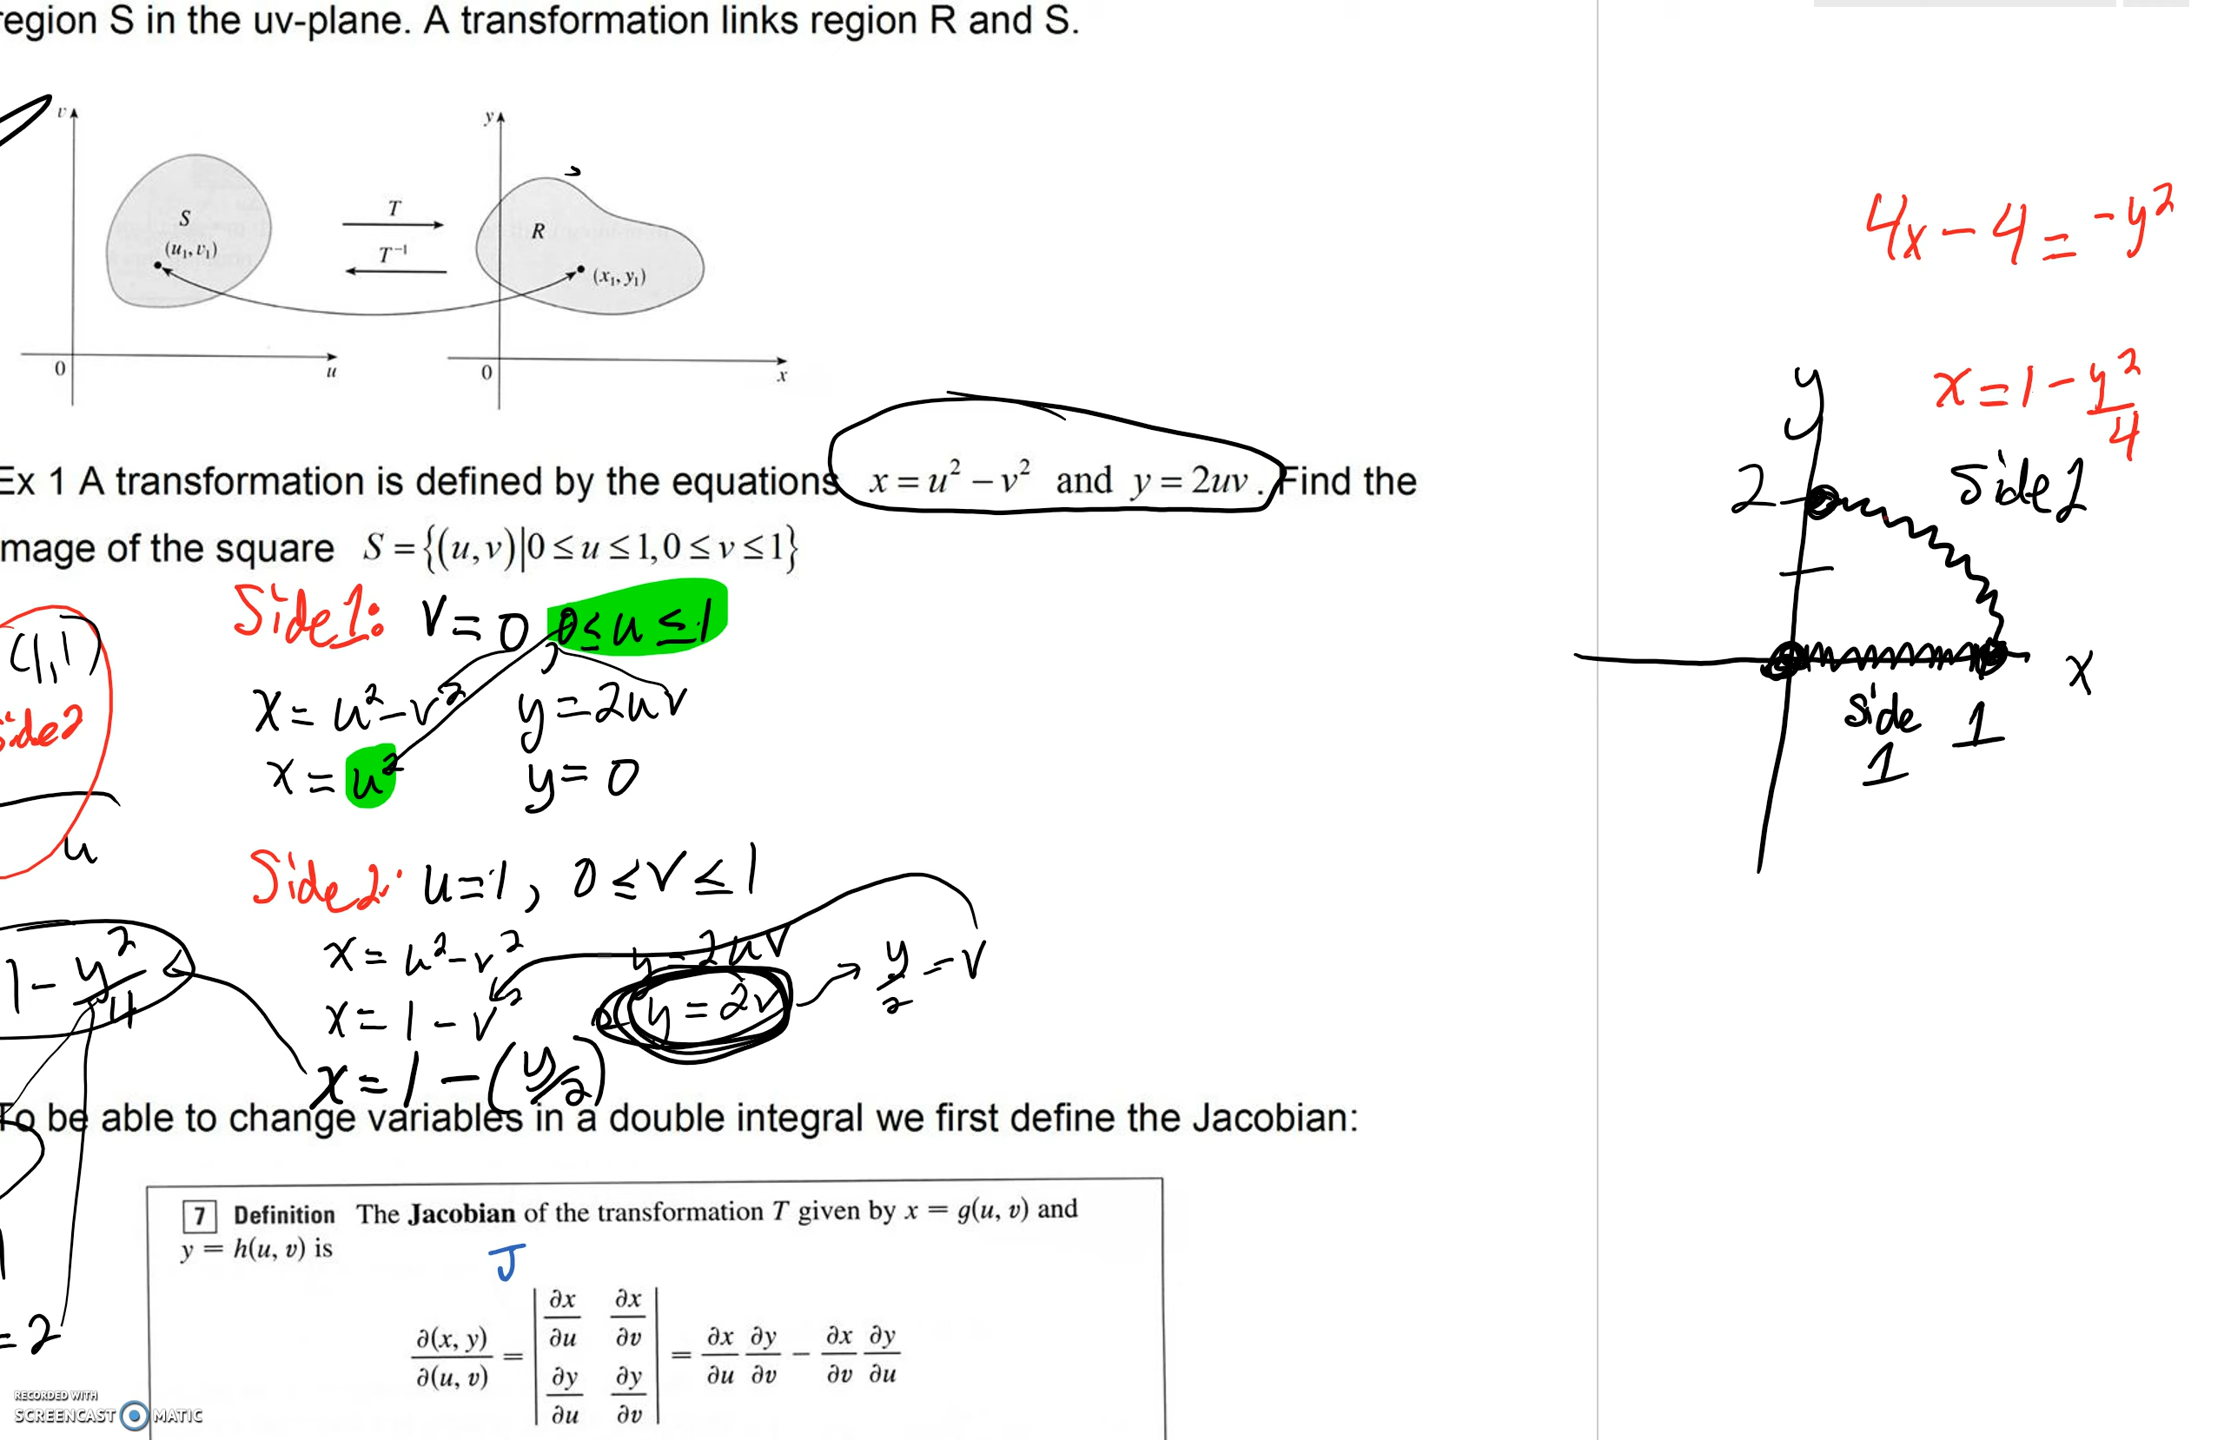 egion S in the uv-plane. A transformation links region R and S.
v
S
(u₁, v₁)
0
u
T
T⁻¹
y
R
(x₁, y₁)
0
x
Ex 1 A transformation is defined by the equations x = u² − v² and y = 2uv. Find the
mage of the square S = {(u, v)|0 ≤ u ≤ 1, 0 ≤ v ≤ 1}
(1,1)
side2
u
Side1: v = 0, 0 ≤ u ≤ 1
x = u² − v² y = 2uv
x = u² y = 0
Side2: u = 1, 0 ≤ v ≤ 1
x = u² − v² y = 2uv
x = 1 − v² y = 2v → y/2 = v
x = 1 − (y/2)
1 − y²/4
= 2
4x − 4 = −y²
x = 1 − y²/4
y
2
Side 2
x
Side 1
1
To be able to change variables in a double integral we first define the Jacobian:
7 Definition The Jacobian of the transformation T given by x = g(u, v) and
y = h(u, v) is
J
∂(x, y)/∂(u, v) = | ∂x/∂u ∂x/∂v ; ∂y/∂u ∂y/∂v | = ∂x/∂u ∂y/∂v − ∂x/∂v ∂y/∂u
RECORDED WITH
SCREENCAST MATIC